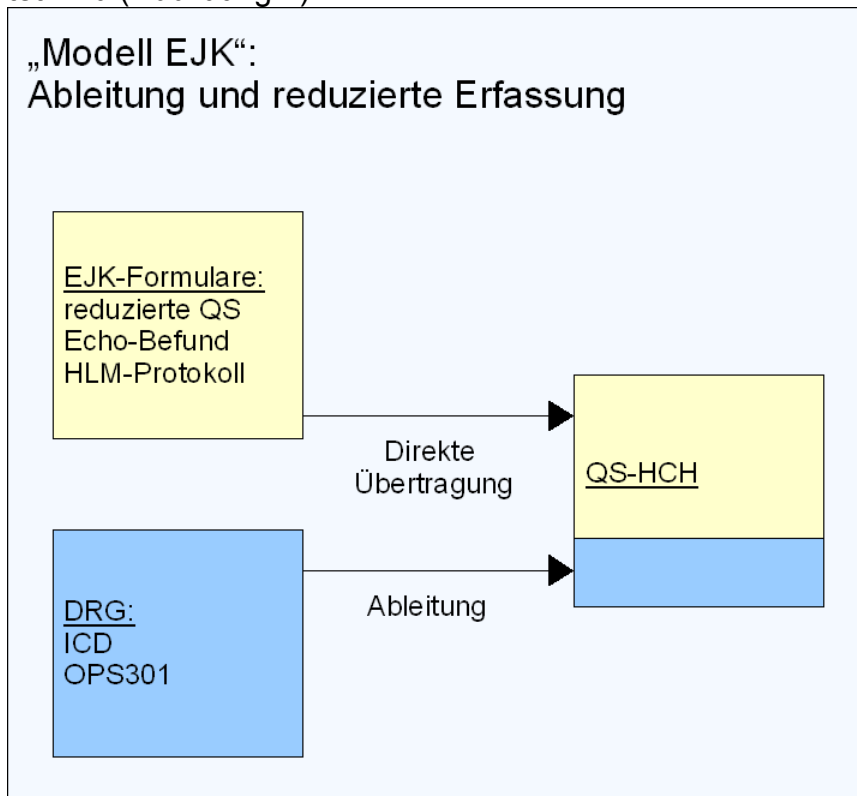 „Modell EJK“:
Ableitung und reduzierte Erfassung
EJK-Formulare:
reduzierte QS
Echo-Befund
HLM-Protokoll
Direkte
Übertragung
QS-HCH
DRG:
ICD
OPS301
Ableitung